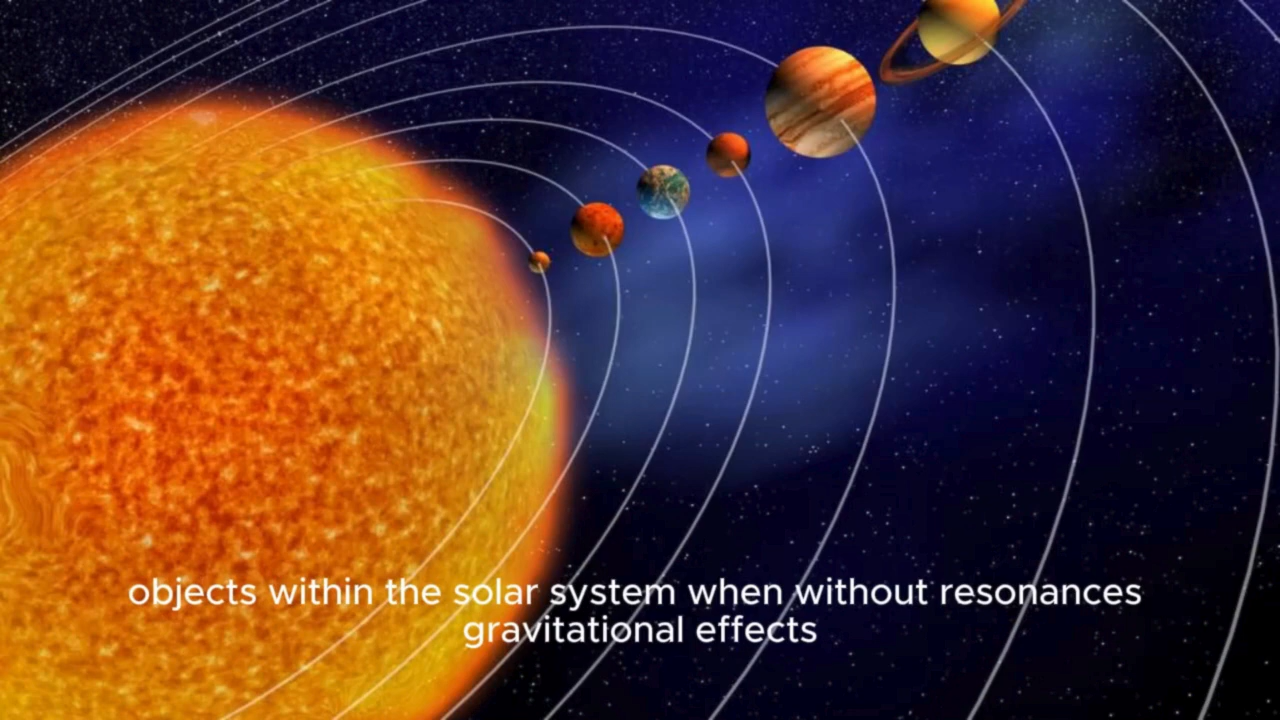 objects within the solar system when without resonances
gravitational effects